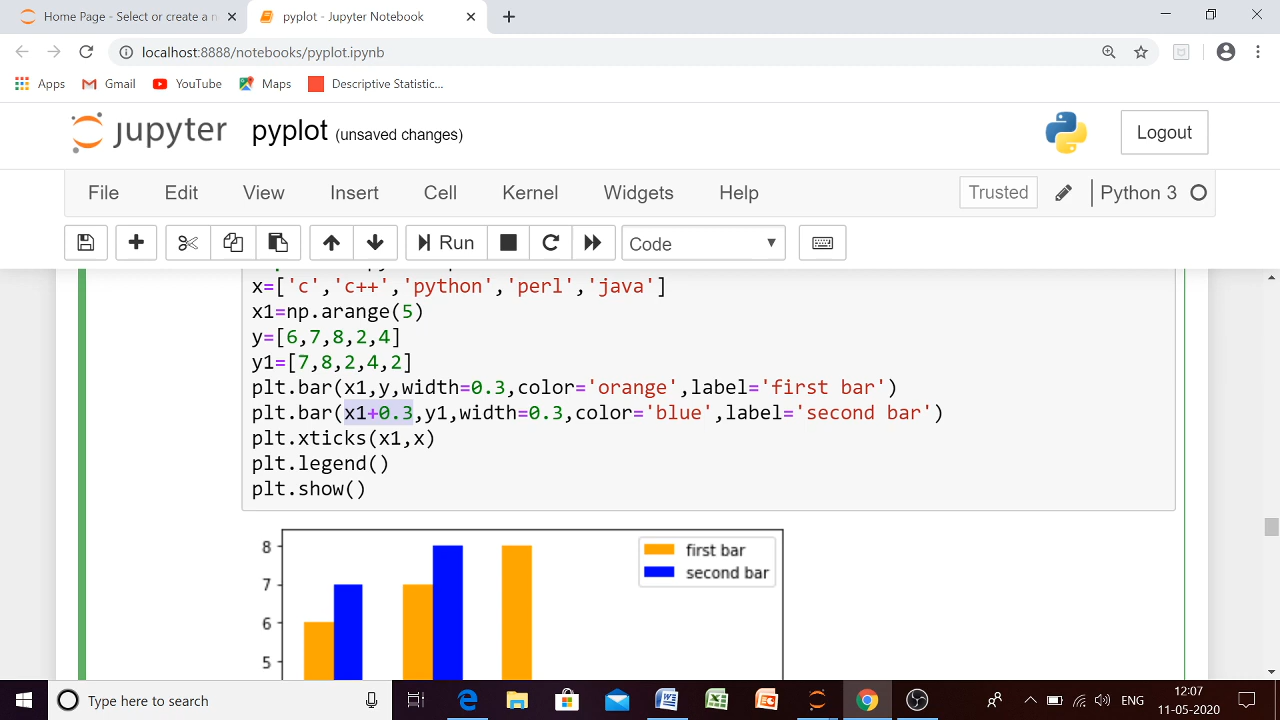 Home Page - Select or create a n
pyplot - Jupyter Notebook
localhost:8888/notebooks/pyplot.ipynb
Apps
Gmail
YouTube
Maps
Descriptive Statistic...
jupyter
pyplot (unsaved changes)
Logout
File Edit View Insert Cell Kernel Widgets Help
Trusted
Python 3
Run
Code
x=['c','c++','python','perl','java']
x1=np.arange(5)
y=[6,7,8,2,4]
y1=[7,8,2,4,2]
plt.bar(x1,y,width=0.3,color='orange',label='first bar')
plt.bar(x1+0.3,y1,width=0.3,color='blue',label='second bar')
plt.xticks(x1,x)
plt.legend()
plt.show()
8
7
6
5
first bar
second bar
Type here to search
ENG
12:07
11-05-2020